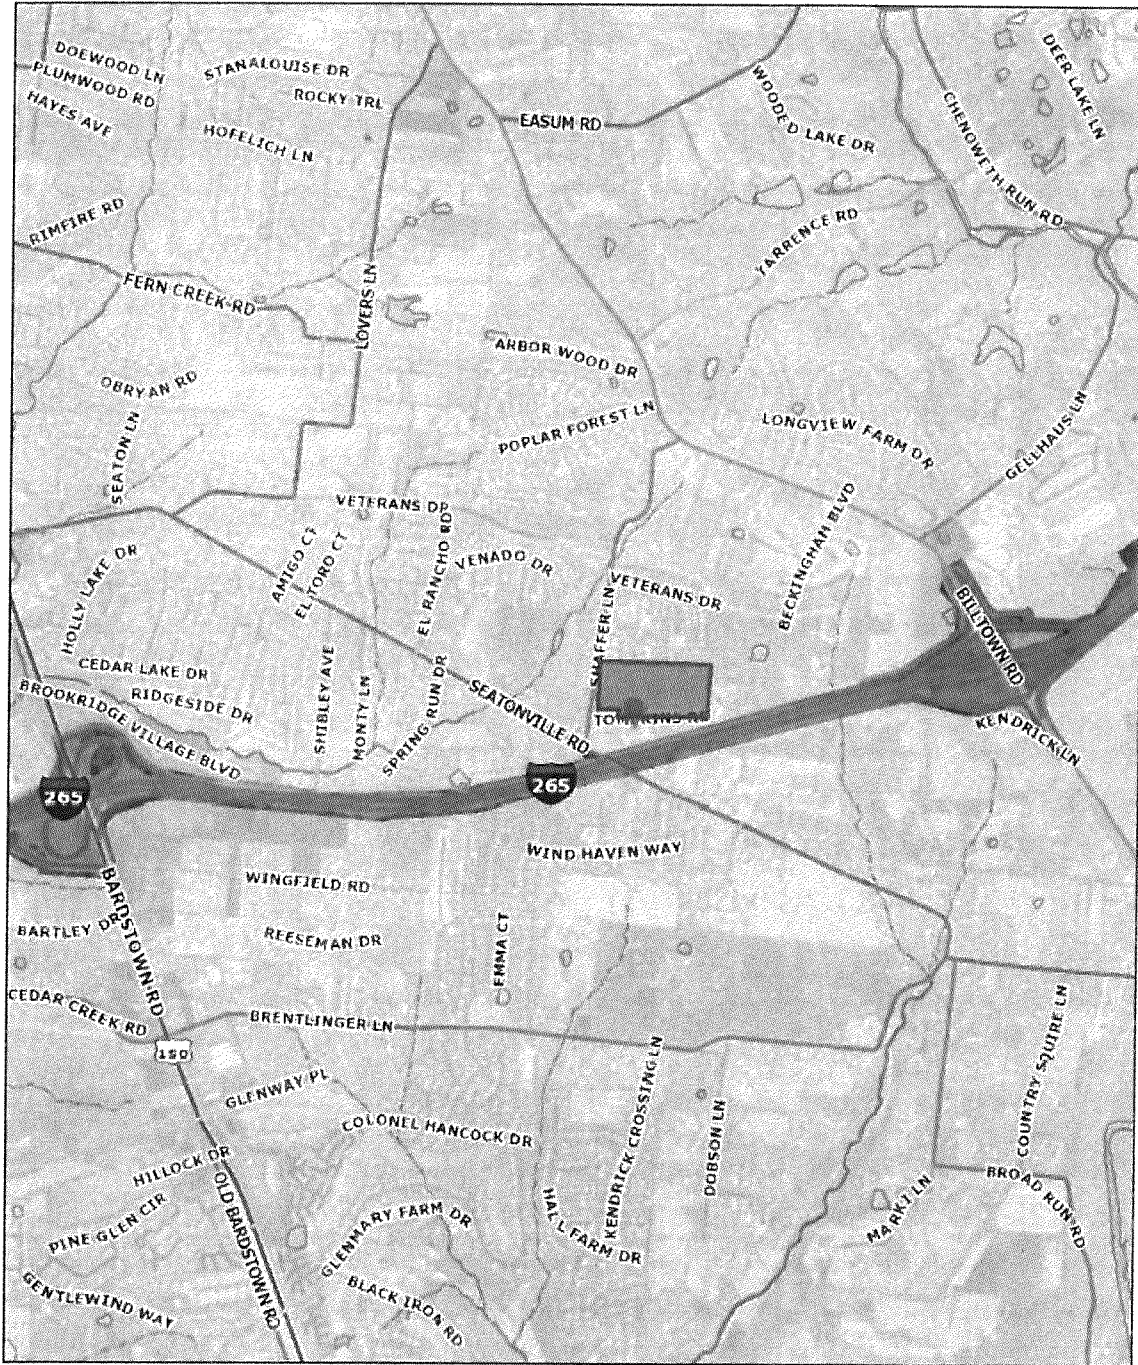 DOEWOOD LN
PLUMWOOD RD
HAYES AVE
STANALOUISE DR
ROCKY TRL
HOFELICH LN
EASUM RD
WOODED LAKE DR
DEER LAKE LN
CHENOWETH RUN RD
RIMFIRE RD
FERN CREEK RD
LOVERS LN
YARRENCE RD
ARBOR WOOD DR
OBRYAN RD
SEATON LN
POPLAR FOREST LN
LONGVIEW FARM DR
GELLHAUS LN
VETERANS DR
AMIGO CT
EL TORO CT
EL RANCHO RD
VENADO DR
VETERANS DR
BECKINGHAM BLVD
HOLLY LAKE DR
SHAFFER LN
BILLTOWN RD
CEDAR LAKE DR
RIDGESIDE DR
BROOKRIDGE VILLAGE BLVD
SHIBLEY AVE
MONTY LN
SPRING RUN DR
SEATONVILLE RD
TOMPKINS RD
KENDRICK LN
265
265
WIND HAVEN WAY
WINGFIELD RD
BARDSTOWN RD
BARTLEY DR
REESEMAN DR
EMMA CT
CEDAR CREEK RD
BRENTLINGER LN
150
COUNTRY SQUIRE LN
GLENWAY PL
COLONEL HANCOCK DR
KENDRICK CROSSING LN
DOBSON LN
HILLOCK DR
PINE GLEN CIR
OLD BARDSTOWN RD
GLENMARY FARM DR
HALL FARM DR
MARKI LN
BROAD RUN RD
GENTLEWIND WAY
BLACK IRON RD